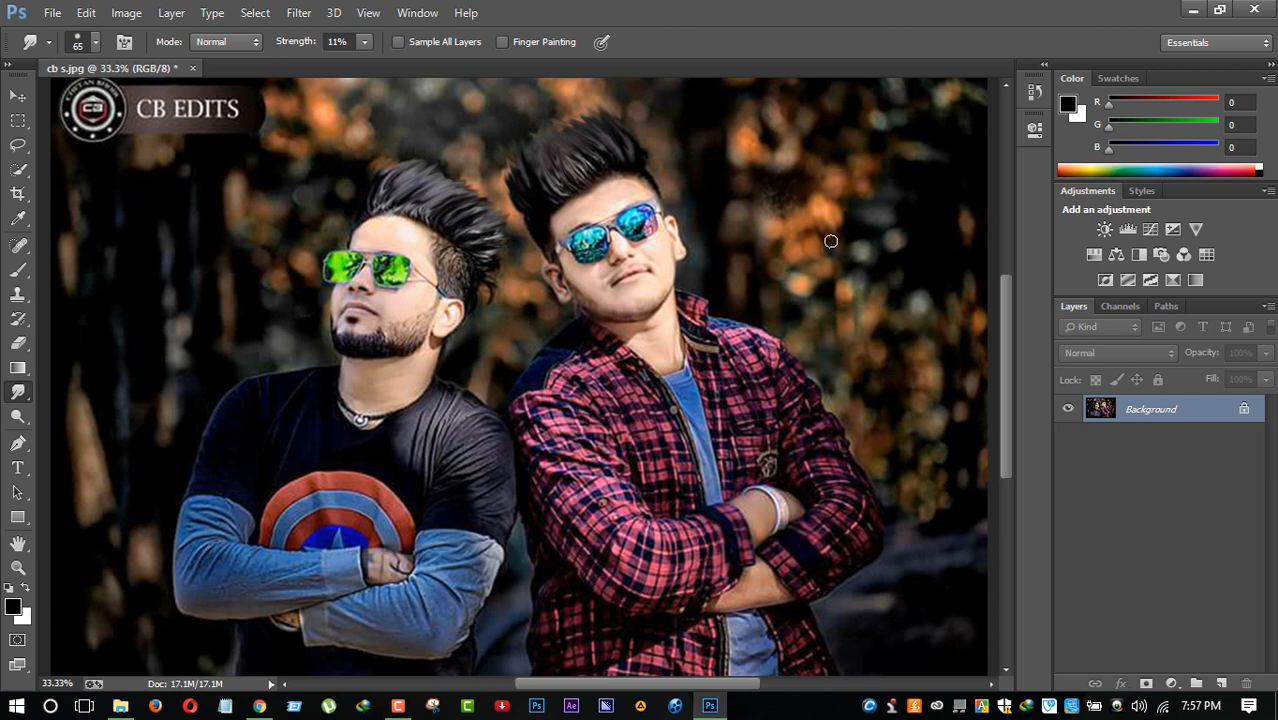 Ps File Edit Image Layer Type Select Filter 3D View Window Help
65 Mode: Normal Strength: 11% Sample All Layers Finger Painting Essentials
cb s.jpg @ 33.3% (RGB/8) * ×
CB EDITS
CB
Color Swatches
R 0
G 0
B 0
Adjustments Styles
Add an adjustment
Layers Channels Paths
Kind
Normal Opacity: 100%
Lock: Fill: 100%
Background
33.33% Doc: 17.1M/17.1M
Ps Ae Ps 7:57 PM